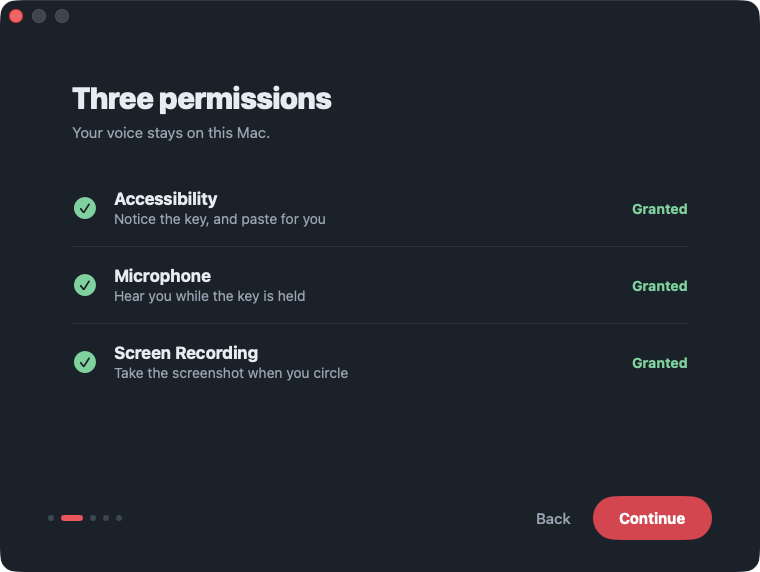 Three permissions
Your voice stays on this Mac.
Accessibility
Notice the key, and paste for you
Granted
Microphone
Hear you while the key is held
Granted
Screen Recording
Take the screenshot when you circle
Granted
Back
Continue